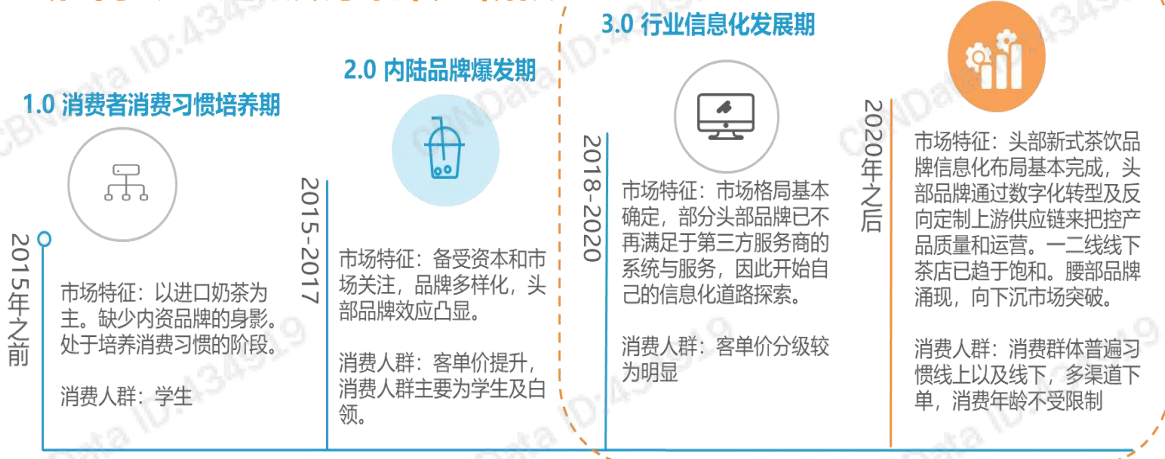 1.0 消费者消费习惯培养期
2015年之前
市场特征：以进口奶茶为
主。缺少内资品牌的身影。
处于培养消费习惯的阶段。
消费人群：学生
2.0 内陆品牌爆发期
2015-2017
市场特征：备受资本和市
场关注，品牌多样化，头
部品牌效应凸显。
消费人群：客单价提升，
消费人群主要为学生及白
领。
3.0 行业信息化发展期
2018-2020
市场特征：市场格局基本
确定，部分头部品牌已不
再满足于第三方服务商的
系统与服务，因此开始自
己的信息化道路探索。
消费人群：客单价分级较
为明显
2020年之后
市场特征：头部新式茶饮品
牌信息化布局基本完成，头
部品牌通过数字化转型及反
向定制上游供应链来把控产
品质量和运营。一二线线下
茶店已趋于饱和。腰部品牌
涌现，向下沉市场突破。
消费人群：消费群体普遍习
惯线上以及线下，多渠道下
单，消费年龄不受限制
CBNData ID:434919